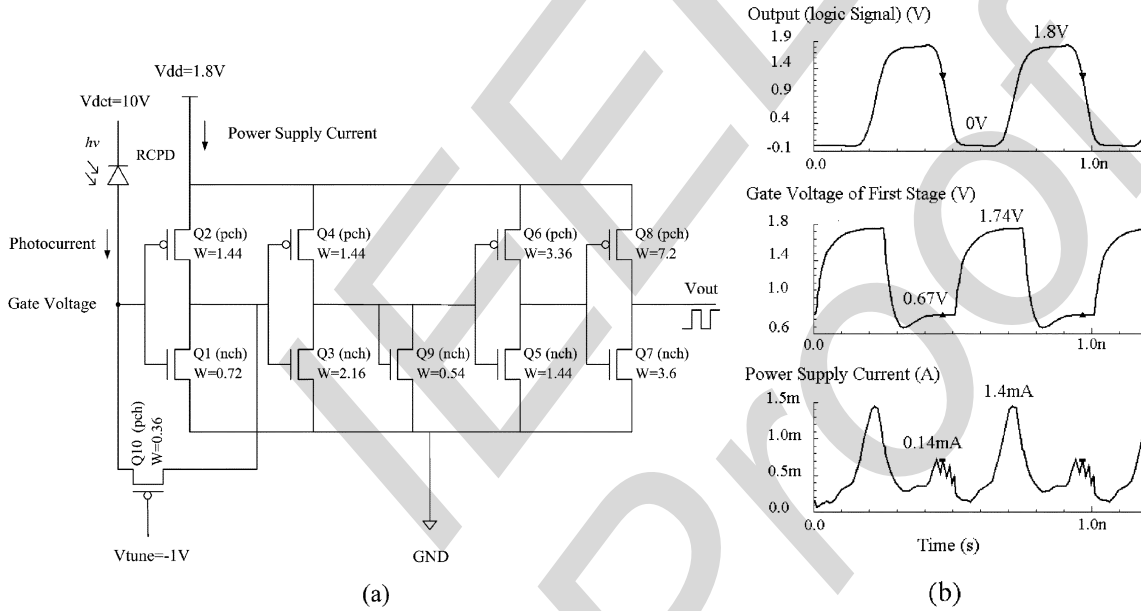 Vdd=1.8V
Vdct=10V
hν
RCPD
Power Supply Current
Photocurrent
Gate Voltage
Q2 (pch)
W=1.44
Q4 (pch)
W=1.44
Q6 (pch)
W=3.36
Q8 (pch)
W=7.2
Vout
Q1 (nch)
W=0.72
Q3 (nch)
W=2.16
Q9 (nch)
W=0.54
Q5 (nch)
W=1.44
Q7 (nch)
W=3.6
Q10 (pch)
W=0.36
Vtune=-1V
GND
(a)
Output (logic Signal) (V)
1.9
1.4
0.9
0.4
-0.1
1.8V
0V
0.0
1.0n
Gate Voltage of First Stage (V)
1.8
1.4
1.0
0.6
1.74V
0.67V
0.0
1.0n
Power Supply Current (A)
1.5m
1.0m
0.5m
0.0
1.4mA
0.14mA
0.0
1.0n
Time (s)
(b)
IEEE
Proof